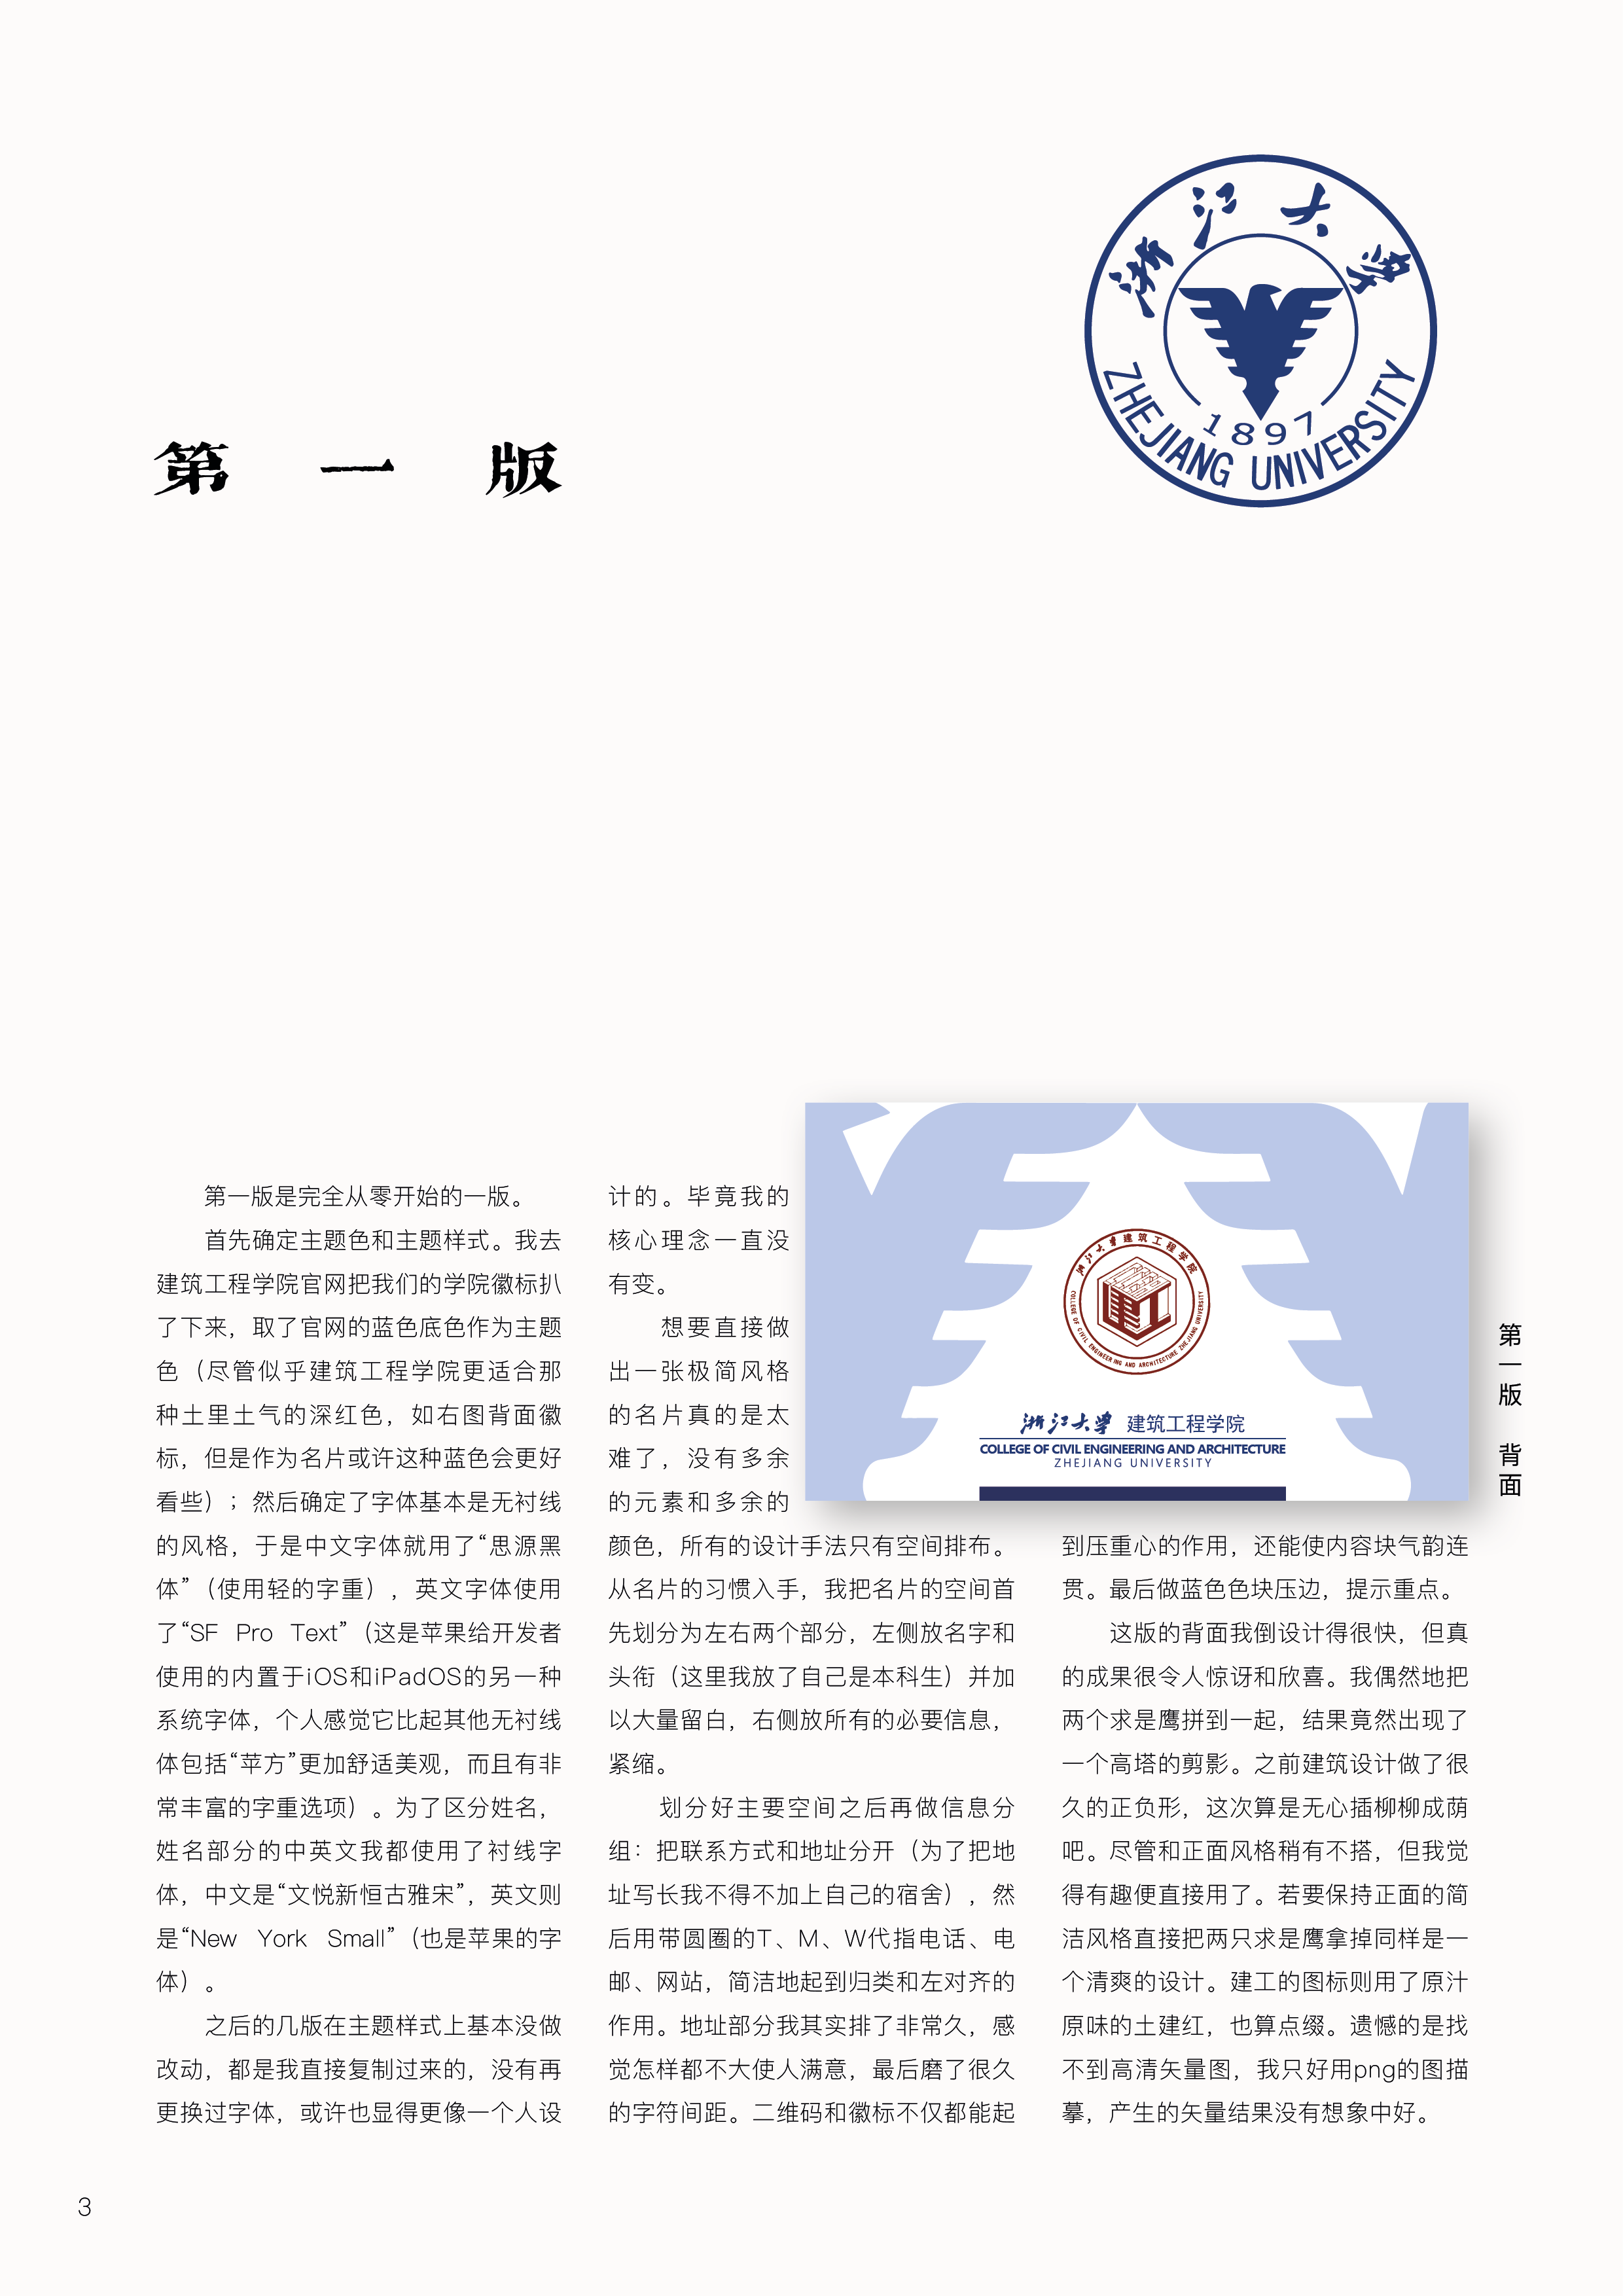 浙江大学
1897
ZHEJIANG UNIVERSITY
第一版
第一版是完全从零开始的一版。
首先确定主题色和主题样式。我去
建筑工程学院官网把我们的学院徽标扒
了下来，取了官网的蓝色底色作为主题
色（尽管似乎建筑工程学院更适合那
种土里土气的深红色，如右图背面徽
标，但是作为名片或许这种蓝色会更好
看些）；然后确定了字体基本是无衬线
的风格，于是中文字体就用了“思源黑
体”（使用轻的字重），英文字体使用
了“SF Pro Text”（这是苹果给开发者
使用的内置于iOS和iPadOS的另一种
系统字体，个人感觉它比起其他无衬线
体包括“苹方”更加舒适美观，而且有非
常丰富的字重选项）。为了区分姓名，
姓名部分的中英文我都使用了衬线字
体，中文是“文悦新恒古雅宋”，英文则
是“New York Small”（也是苹果的字
体）。
之后的几版在主题样式上基本没做
改动，都是我直接复制过来的，没有再
更换过字体，或许也显得更像一个人设
计的。毕竟我的
核心理念一直没
有变。
想要直接做
出一张极简风格
的名片真的是太
难了，没有多余
的元素和多余的
颜色，所有的设计手法只有空间排布。
从名片的习惯入手，我把名片的空间首
先划分为左右两个部分，左侧放名字和
头衔（这里我放了自己是本科生）并加
以大量留白，右侧放所有的必要信息，
紧缩。
划分好主要空间之后再做信息分
组：把联系方式和地址分开（为了把地
址写长我不得不加上自己的宿舍），然
后用带圆圈的T、M、W代指电话、电
邮、网站，简洁地起到归类和左对齐的
作用。地址部分我其实排了非常久，感
觉怎样都不大使人满意，最后磨了很久
的字符间距。二维码和徽标不仅都能起
到压重心的作用，还能使内容块气韵连
贯。最后做蓝色色块压边，提示重点。
这版的背面我倒设计得很快，但真
的成果很令人惊讶和欣喜。我偶然地把
两个求是鹰拼到一起，结果竟然出现了
一个高塔的剪影。之前建筑设计做了很
久的正负形，这次算是无心插柳柳成荫
吧。尽管和正面风格稍有不搭，但我觉
得有趣便直接用了。若要保持正面的简
洁风格直接把两只求是鹰拿掉同样是一
个清爽的设计。建工的图标则用了原汁
原味的土建红，也算点缀。遗憾的是找
不到高清矢量图，我只好用png的图描
摹，产生的矢量结果没有想象中好。
浙江大学建筑工程学院
COLLEGE OF CIVIL ENGINEERING AND ARCHITECTURE ZHEJIANG UNIVERSITY
浙江大学 建筑工程学院
COLLEGE OF CIVIL ENGINEERING AND ARCHITECTURE
ZHEJIANG UNIVERSITY
第一版 背面
3